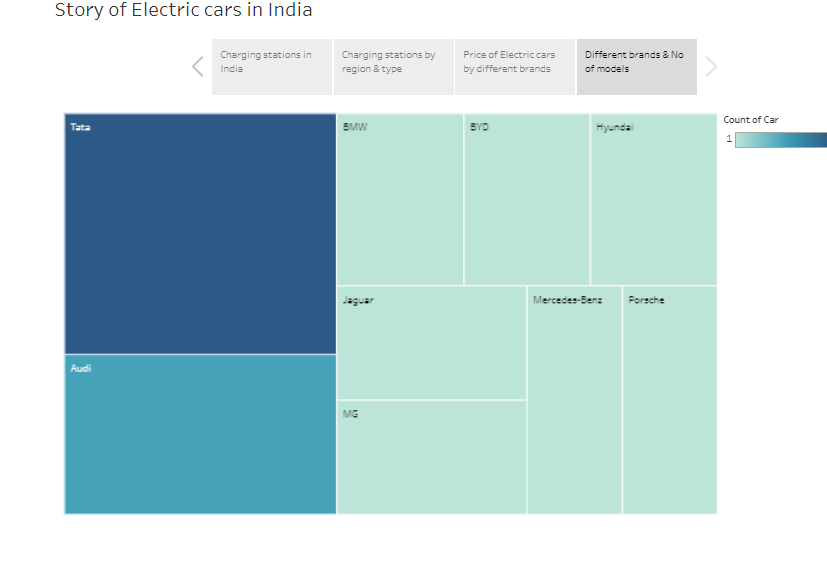 Story of Electric cars in India
Charging stations in
India
Charging stations by
region & type
Price of Electric cars
by different brands
Different brands & No
of models
Tata
BMW
BYD
Hyundai
Count of Car
1
Jaguar
Mercedes-Benz
Porsche
Audi
MG